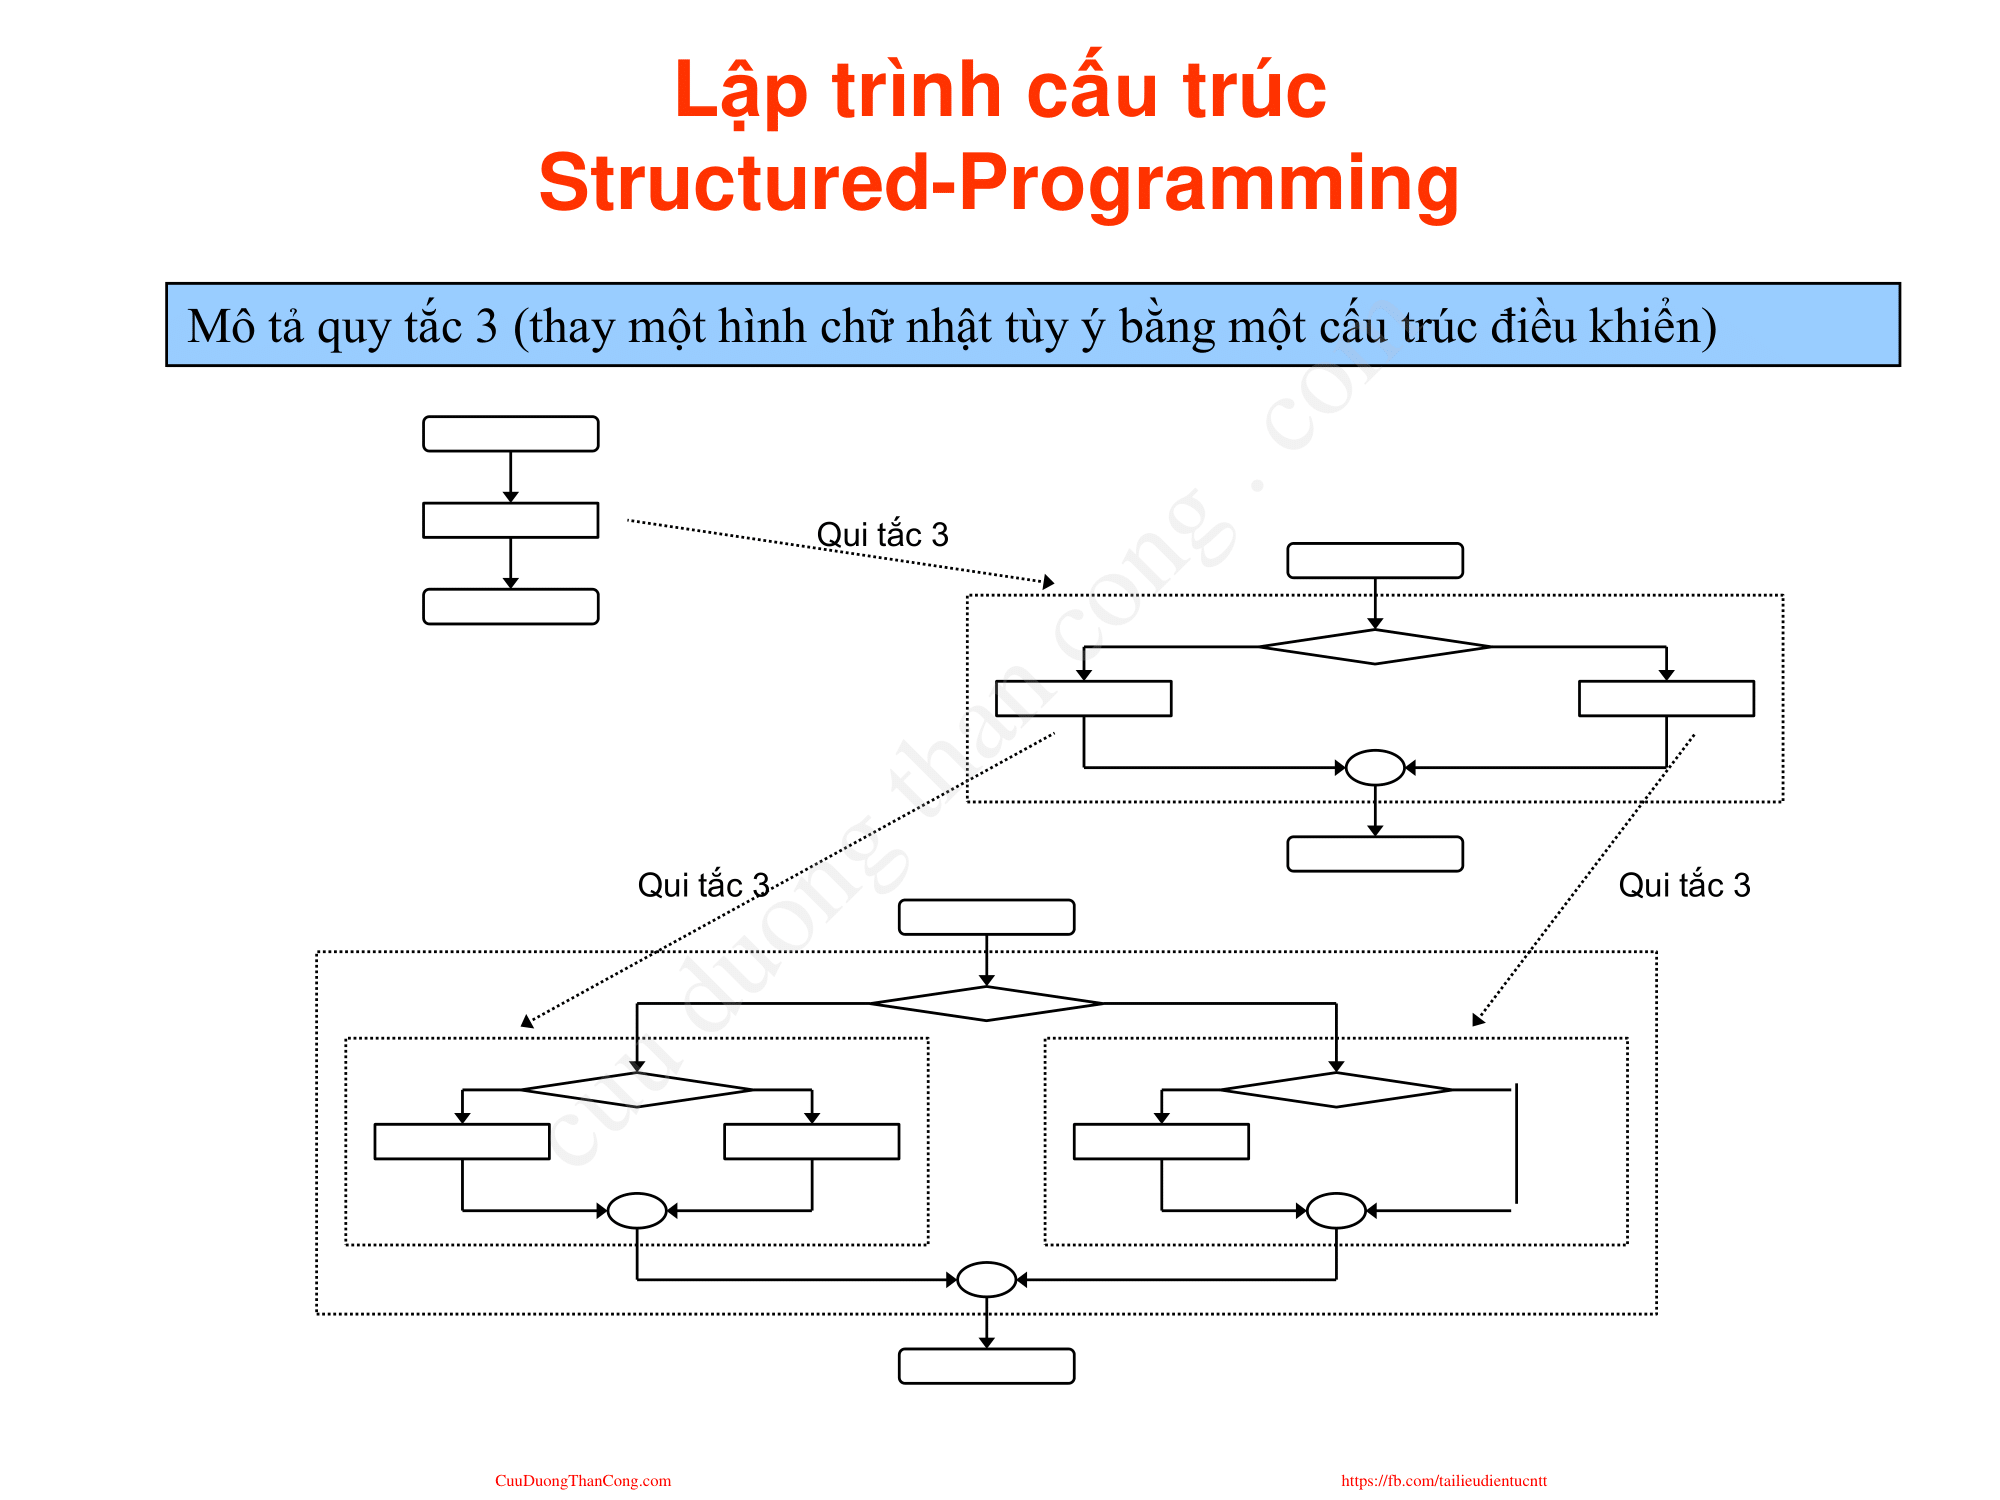 Lập trình cấu trúc
Structured-Programming
Mô tả quy tắc 3 (thay một hình chữ nhật tùy ý bằng một cấu trúc điều khiển)
Qui tắc 3
Qui tắc 3
Qui tắc 3
cuu duong than cong . com
CuuDuongThanCong.com
https://fb.com/tailieudientucntt